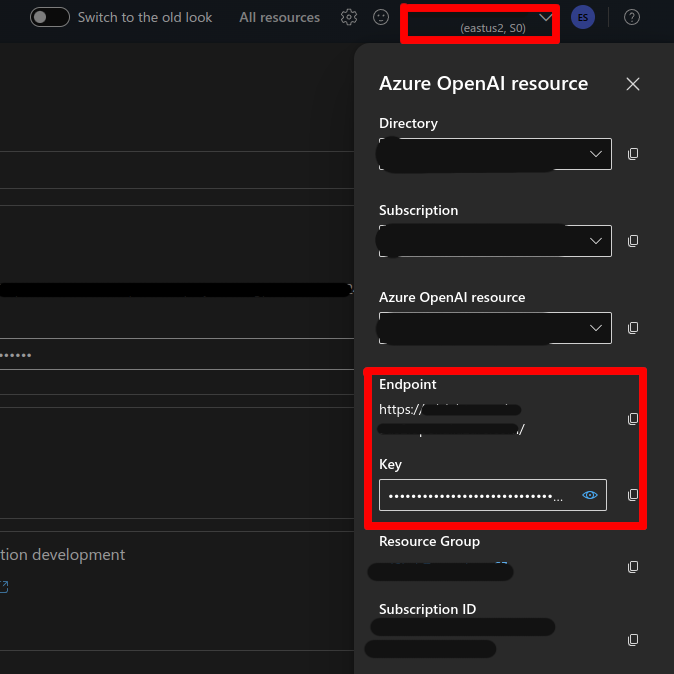 Switch to the old look
All resources
(eastus2, S0)
ES
Azure OpenAI resource
Directory
Subscription
Azure OpenAI resource
Endpoint
https://
/
Key
••••••••••••••••••••••••••••••...
Resource Group
Subscription ID
••••••
tion development